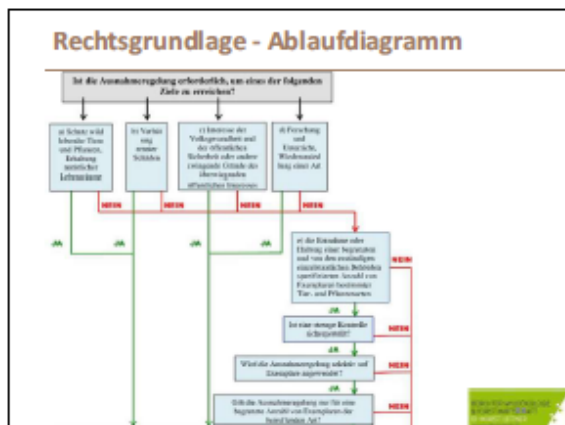 Rechtsgrundlage - Ablaufdiagramm
Ist die Ausnahmeregelung erforderlich, um eines der folgenden
Ziele zu erreichen?
a) Schutz wild
lebender Tiere
und Pflanzen,
Erhaltung
natürlicher
Lebensräume
b) Verhüt
ung
ernster
Schäden
c) Interesse der
Volksgesundheit und
der öffentlichen
Sicherheit oder andere
zwingende Gründe des
überwiegenden
öffentlichen Interesses
d) Forschung
und
Unterricht,
Wiederansied
lung einer Art
NEIN
NEIN
NEIN
NEIN
JA
JA
JA
JA
e) die Entnahme oder
Haltung einer begrenzten
und von den zuständigen
einzelstaatlichen Behörden
spezifizierten Anzahl von
Exemplaren bestimmter
Tier- und Pflanzenarten
NEIN
JA
Ist eine strenge Kontrolle
sichergestellt?
NEIN
JA
Wird die Ausnahmeregelung selektiv auf
Exemplare angewendet?
NEIN
JA
Gilt die Ausnahmeregelung nur für eine
begrenzte Anzahl von Exemplaren der
betreffenden Art?
NEIN